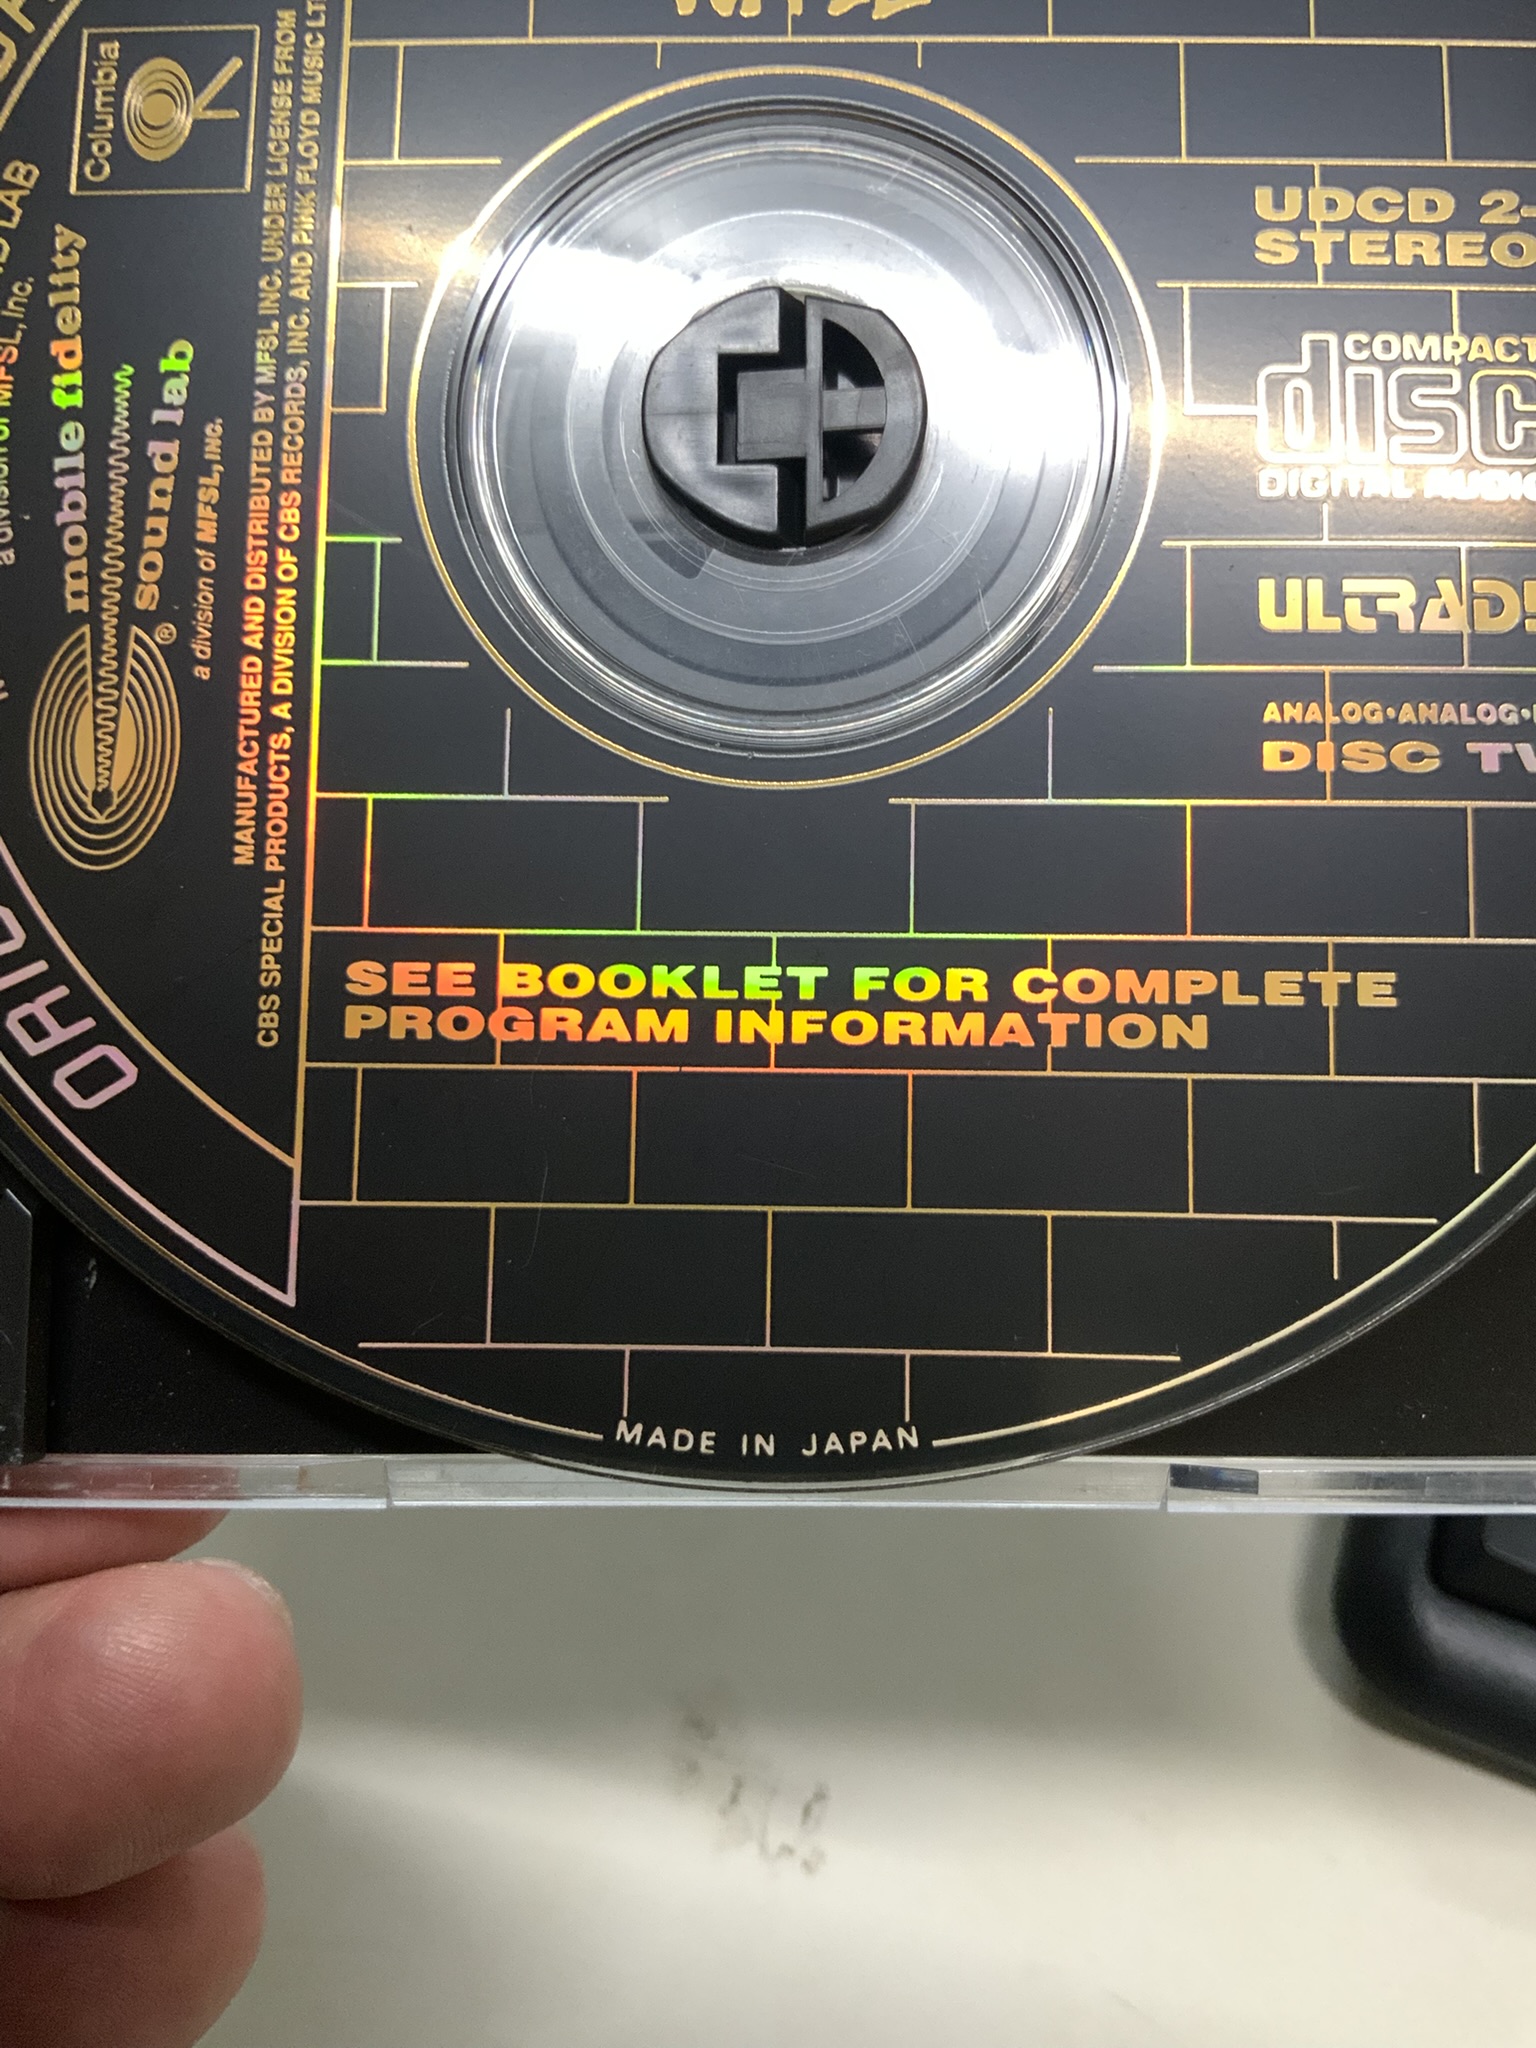 Columbia
mobile fidelity
sound lab ®
a division of MFSL, INC.
MANUFACTURED AND DISTRIBUTED BY MFSL INC. UNDER LICENSE FROM
CBS SPECIAL PRODUCTS, A DIVISION OF CBS RECORDS, INC. AND PINK FLOYD MUSIC
LAB
a division of MFSL, Inc.
UDCD 2-
STEREO
COMPACT
disc
DIGITAL AUDIO
ANALOG•ANALOG•
DISC
SEE BOOKLET FOR COMPLETE
PROGRAM INFORMATION
MADE IN JAPAN